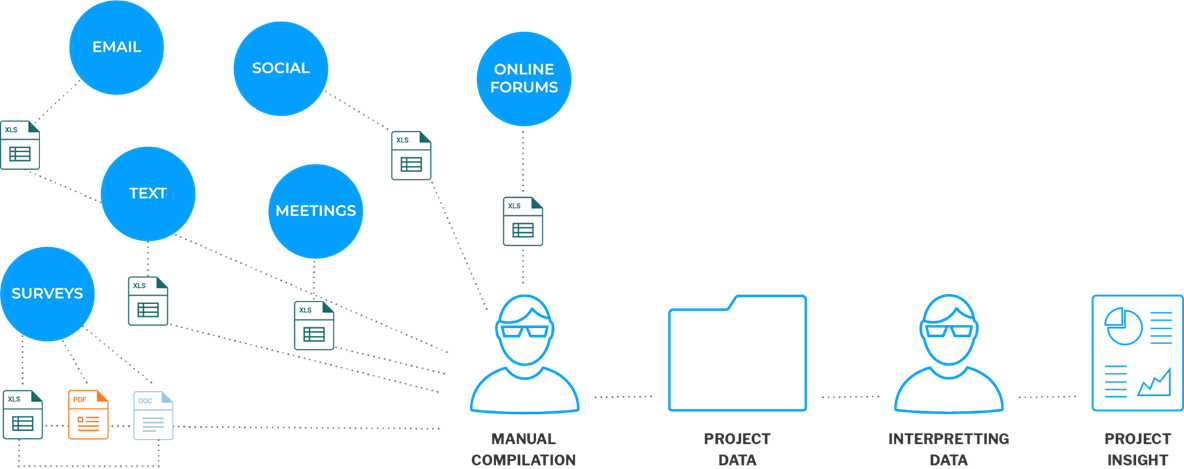 EMAIL
SOCIAL
ONLINE
FORUMS
XLS
XLS
TEXT
MEETINGS
XLS
SURVEYS
XLS
XLS
XLS
PDF
DOC
MANUAL
COMPILATION
PROJECT
DATA
INTERPRETTING
DATA
PROJECT
INSIGHT